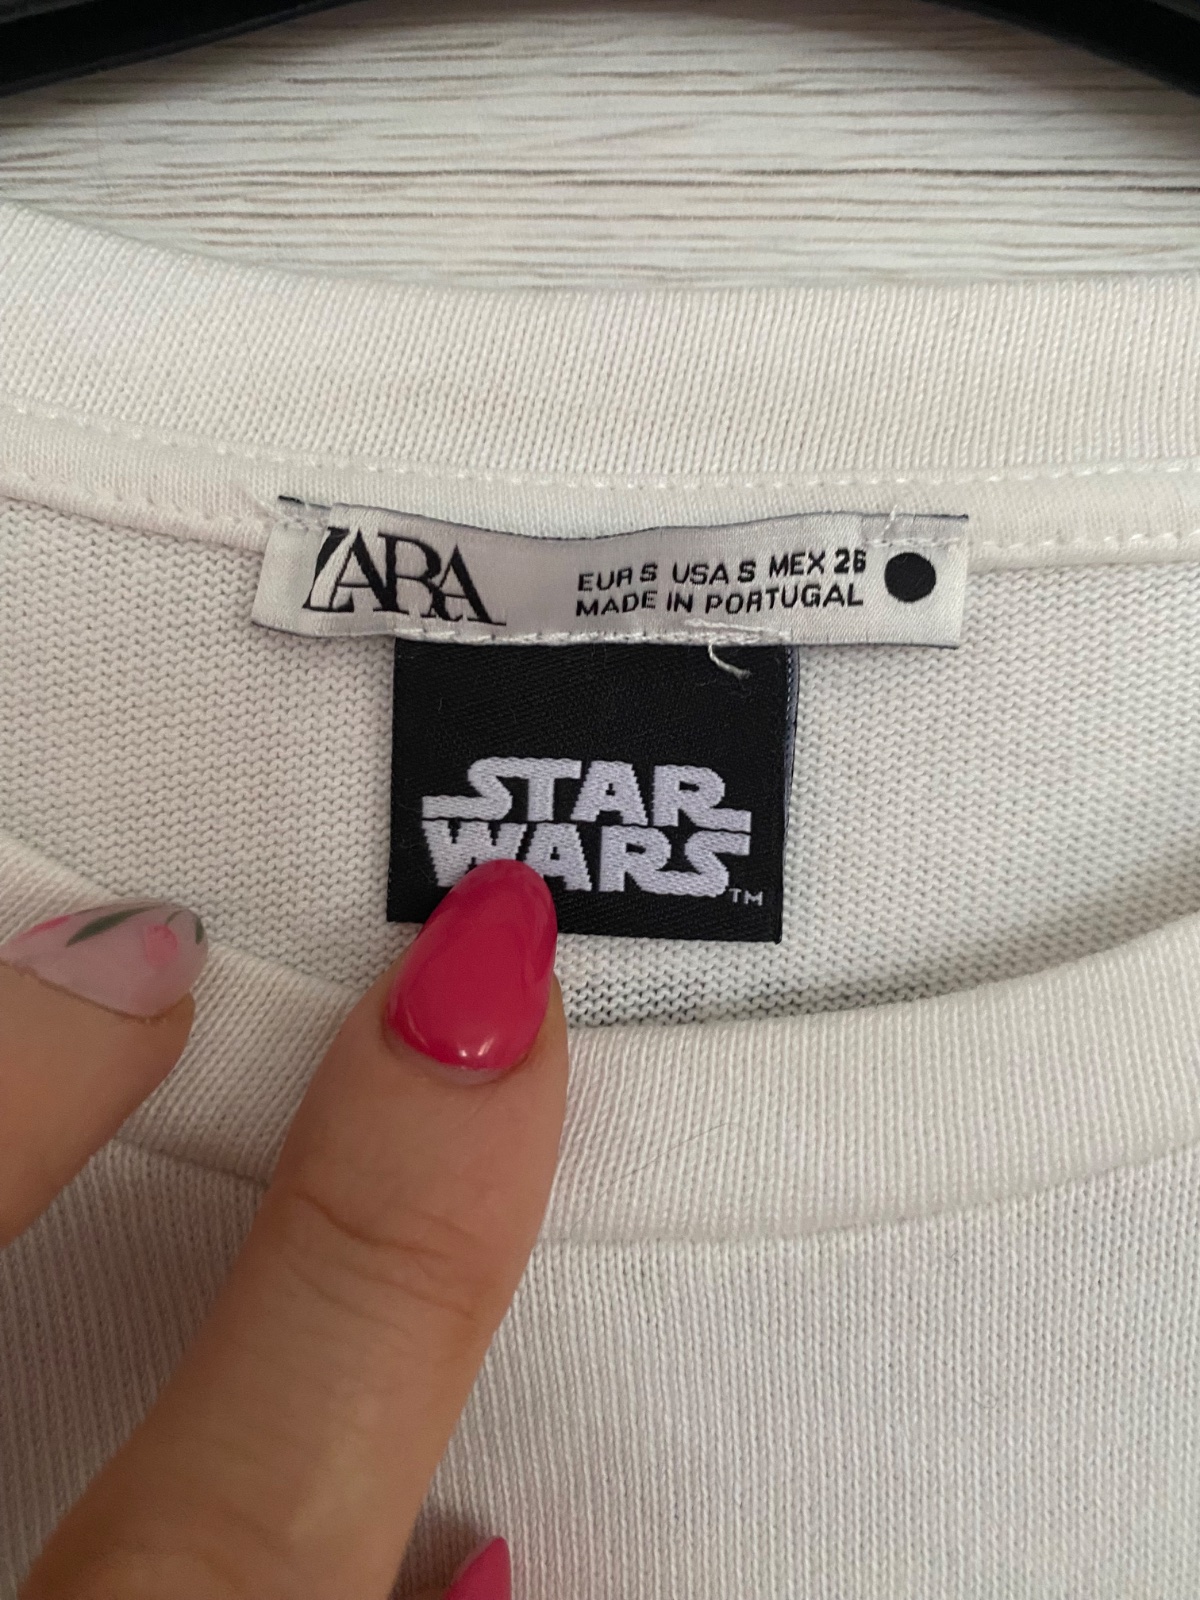 ZARA
EUR S USA S MEX 26
MADE IN PORTUGAL
STAR
WARS
TM